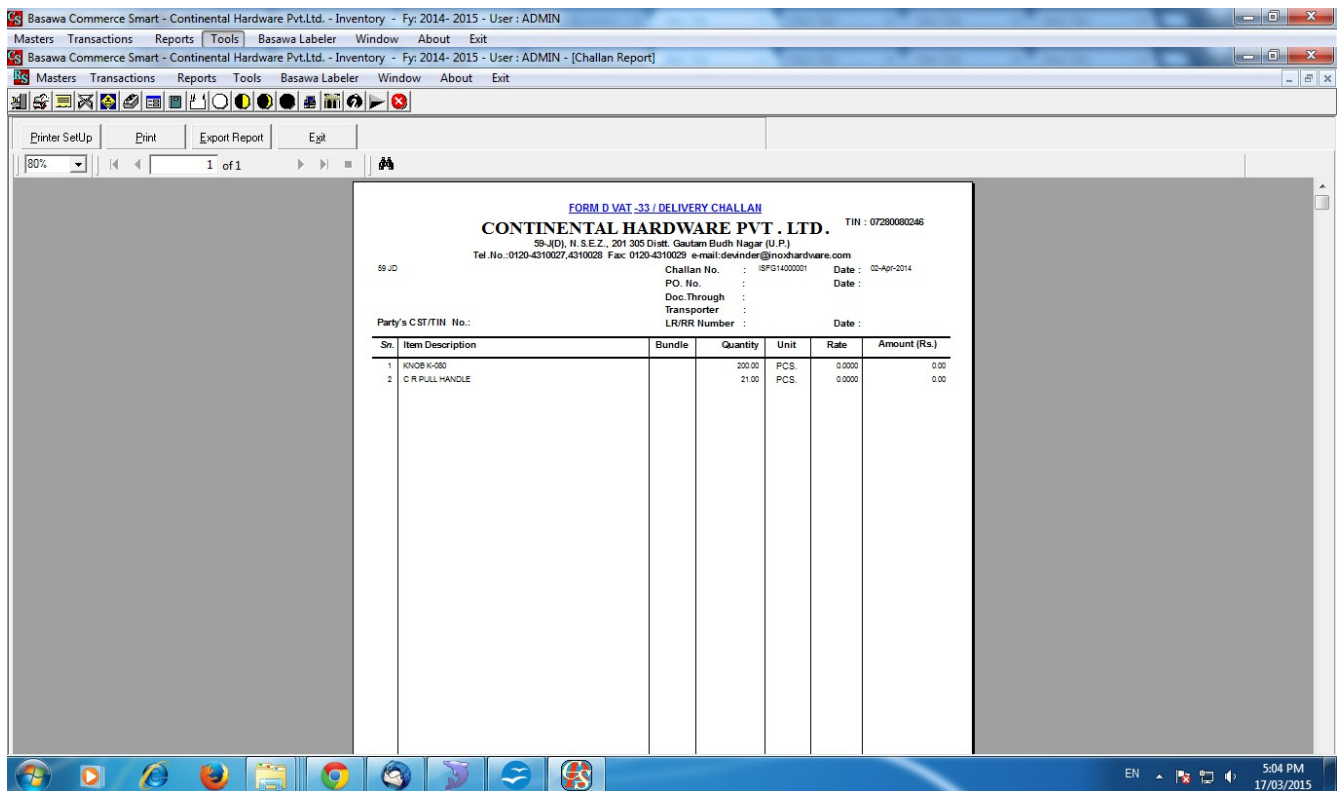 Basawa Commerce Smart - Continental Hardware Pvt.Ltd. - Inventory - Fy: 2014- 2015 - User : ADMIN
Masters Transactions Reports Tools Basawa Labeler Window About Exit
Basawa Commerce Smart - Continental Hardware Pvt.Ltd. - Inventory - Fy: 2014- 2015 - User : ADMIN - [Challan Report]
Masters Transactions Reports Tools Basawa Labeler Window About Exit
Printer SetUp Print Export Report Exit
80% 1 of 1
FORM D VAT -33 / DELIVERY CHALLAN
CONTINENTAL HARDWARE PVT . LTD. TIN : 07280080246
59-J(D), N. S.E.Z., 201 305 Distt. Gautam Budh Nagar (U.P.)
Tel.No.:0120-4310027,4310028 Fax: 0120-4310029 e-mail:devinder@inoxhardware.com
59 JD Challan No. : ISFG14000001 Date : 02-Apr-2014
PO. No. : Date :
Doc.Through :
Transporter :
Party's CST/TIN No.: LR/RR Number : Date :
Sn. Item Description Bundle Quantity Unit Rate Amount (Rs.)
1 KNOB K-080 200.00 PCS. 0.0000 0.00
2 C R PULL HANDLE 21.00 PCS. 0.0000 0.00
EN 5:04 PM
17/03/2015